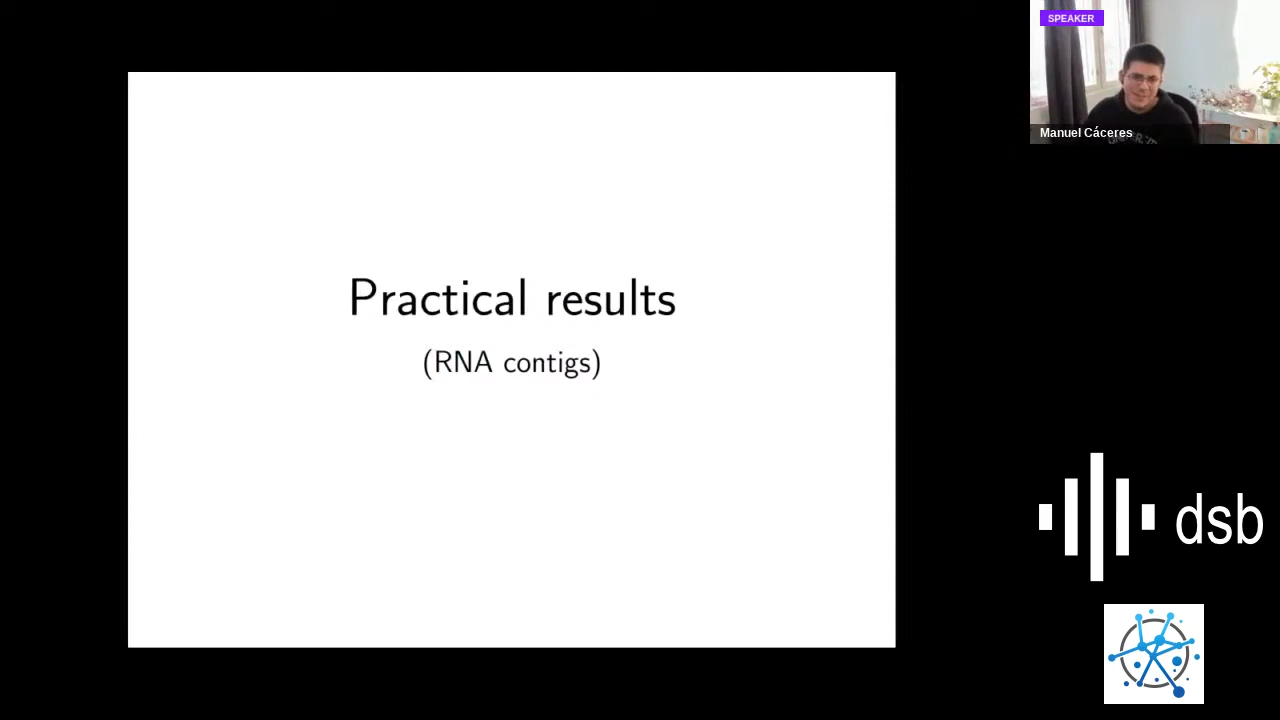 SPEAKER
Manuel Cáceres
Practical results
(RNA contigs)
dsb